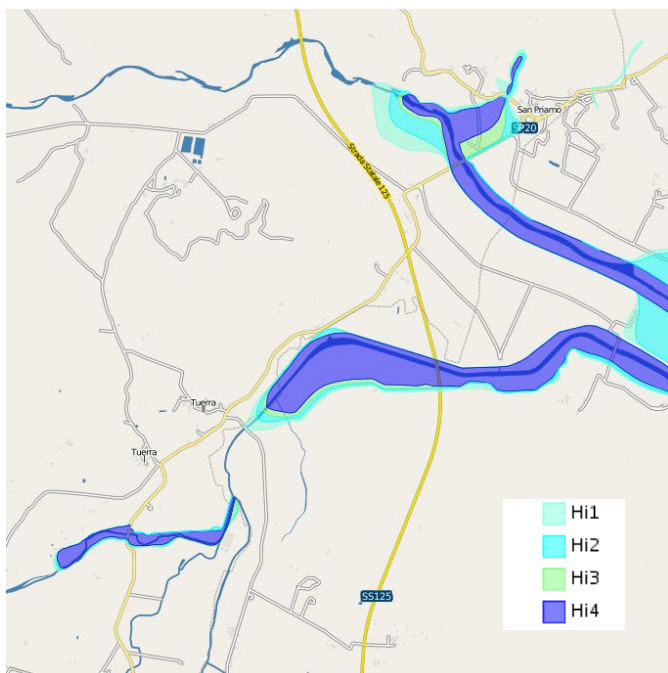 San Priamo
SP20
Strada Statale 125
Tuerra
Tuerra
Hi1
Hi2
Hi3
Hi4
SS125